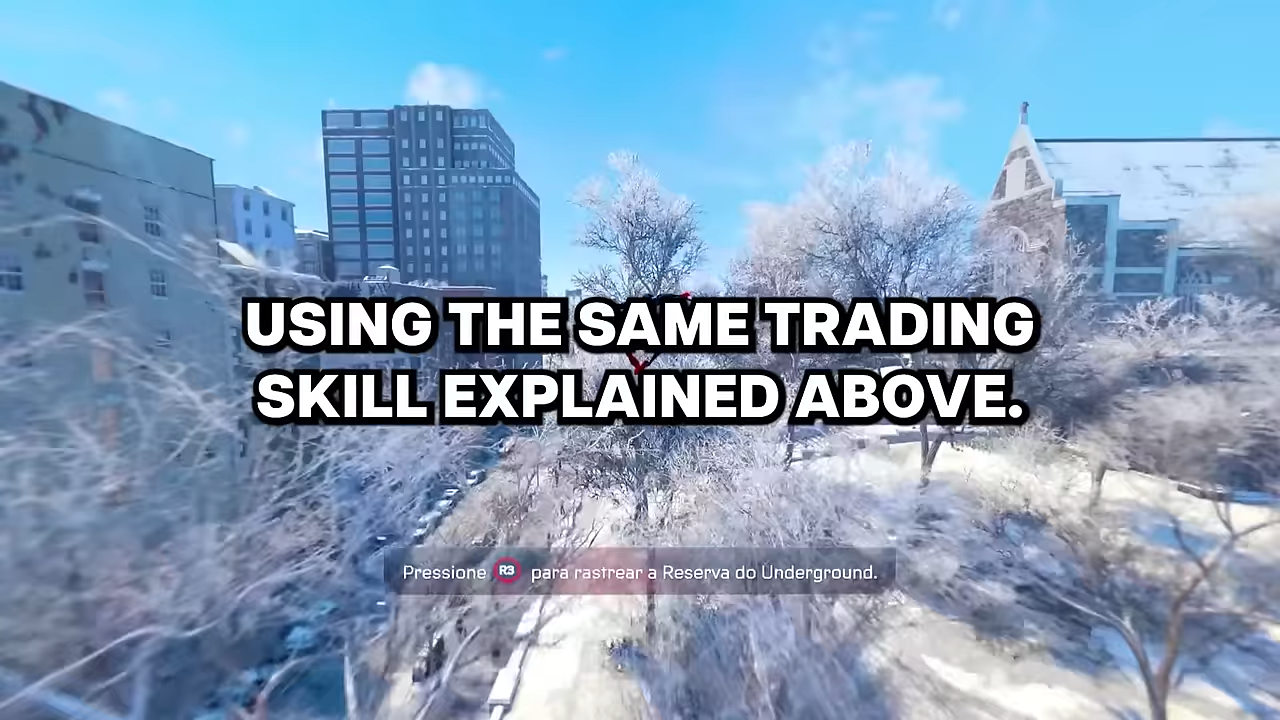 USING THE SAME TRADING
SKILL EXPLAINED ABOVE.
Pressione R3 para rastrear a Reserva do Underground.